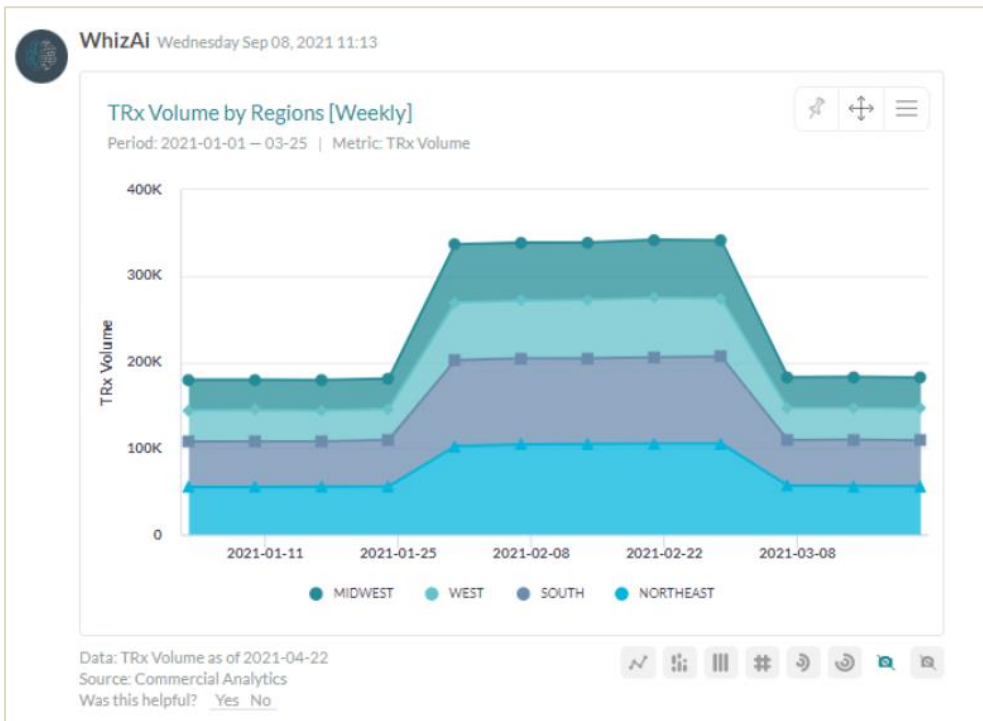 WhizAi Wednesday Sep 08, 2021 11:13
TRx Volume by Regions [Weekly]
Period: 2021-01-01 — 03-25 | Metric: TRx Volume
400K
300K
200K
100K
0
TRx Volume
2021-01-11 2021-01-25 2021-02-08 2021-02-22 2021-03-08
MIDWEST WEST SOUTH NORTHEAST
Data: TRx Volume as of 2021-04-22
Source: Commercial Analytics
Was this helpful? Yes No